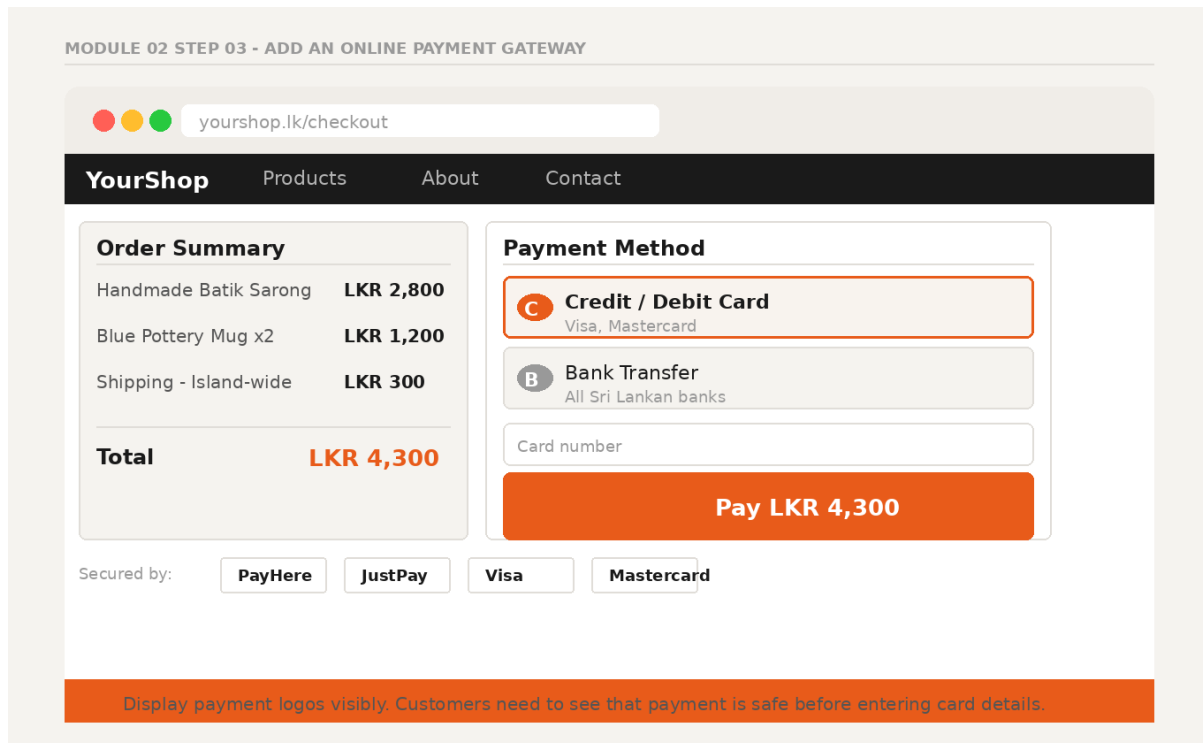 MODULE 02 STEP 03 - ADD AN ONLINE PAYMENT GATEWAY
yourshop.lk/checkout
YourShop Products About Contact
Order Summary
Handmade Batik Sarong LKR 2,800
Blue Pottery Mug x2 LKR 1,200
Shipping - Island-wide LKR 300
Total LKR 4,300
Payment Method
C Credit / Debit Card
Visa, Mastercard
B Bank Transfer
All Sri Lankan banks
Card number
Pay LKR 4,300
Secured by: PayHere JustPay Visa Mastercard
Display payment logos visibly. Customers need to see that payment is safe before entering card details.